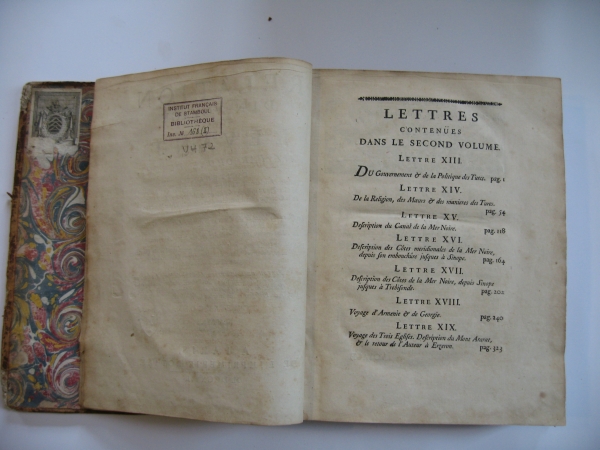 INSTITUT FRANÇAIS
DE STAMBOUL
BIBLIOTHÈQUE
Inv. №
LETTRES
CONTENUES
DANS LE SECOND VOLUME.
LETTRE XIII.
DU Gouvernement & de la Politique des Turcs. pag. 1
LETTRE XIV.
De la Religion, des Mœurs & des manieres des Turcs.
pag. 54
LETTRE XV.
Description du Canal de la Mer Noire. pag. 118
LETTRE XVI.
Description des Côtes meridionales de la Mer Noire,
depuis son embouchûre jusques à Sinope. pag. 164
LETTRE XVII.
Description des Côtes de la Mer Noire, depuis Sinope
jusques à Trebisonde. pag. 202
LETTRE XVIII.
Voyage d'Armenie & de Georgie. pag. 240
LETTRE XIX.
Voyage des Trois Eglises. Description du Mont Ararat,
& le retour de l'Auteur à Erzeron. pag. 323